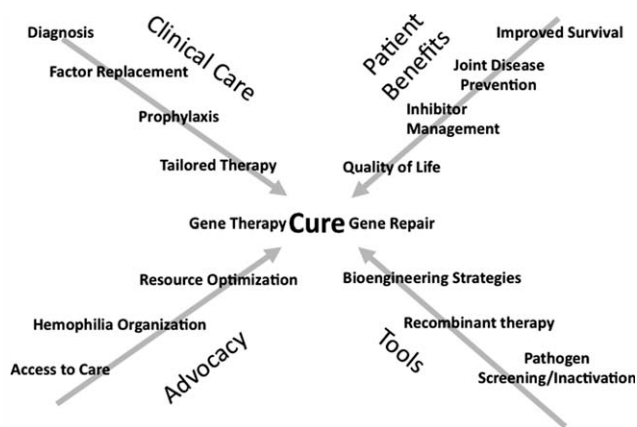 Diagnosis
Factor Replacement
Prophylaxis
Tailored Therapy
Clinical Care
Patient
Benefits
Improved Survival
Joint Disease
Prevention
Inhibitor
Management
Quality of Life
Gene Therapy Cure Gene Repair
Resource Optimization
Hemophilia Organization
Access to Care
Advocacy
Bioengineering Strategies
Recombinant therapy
Pathogen
Screening/Inactivation
Tools